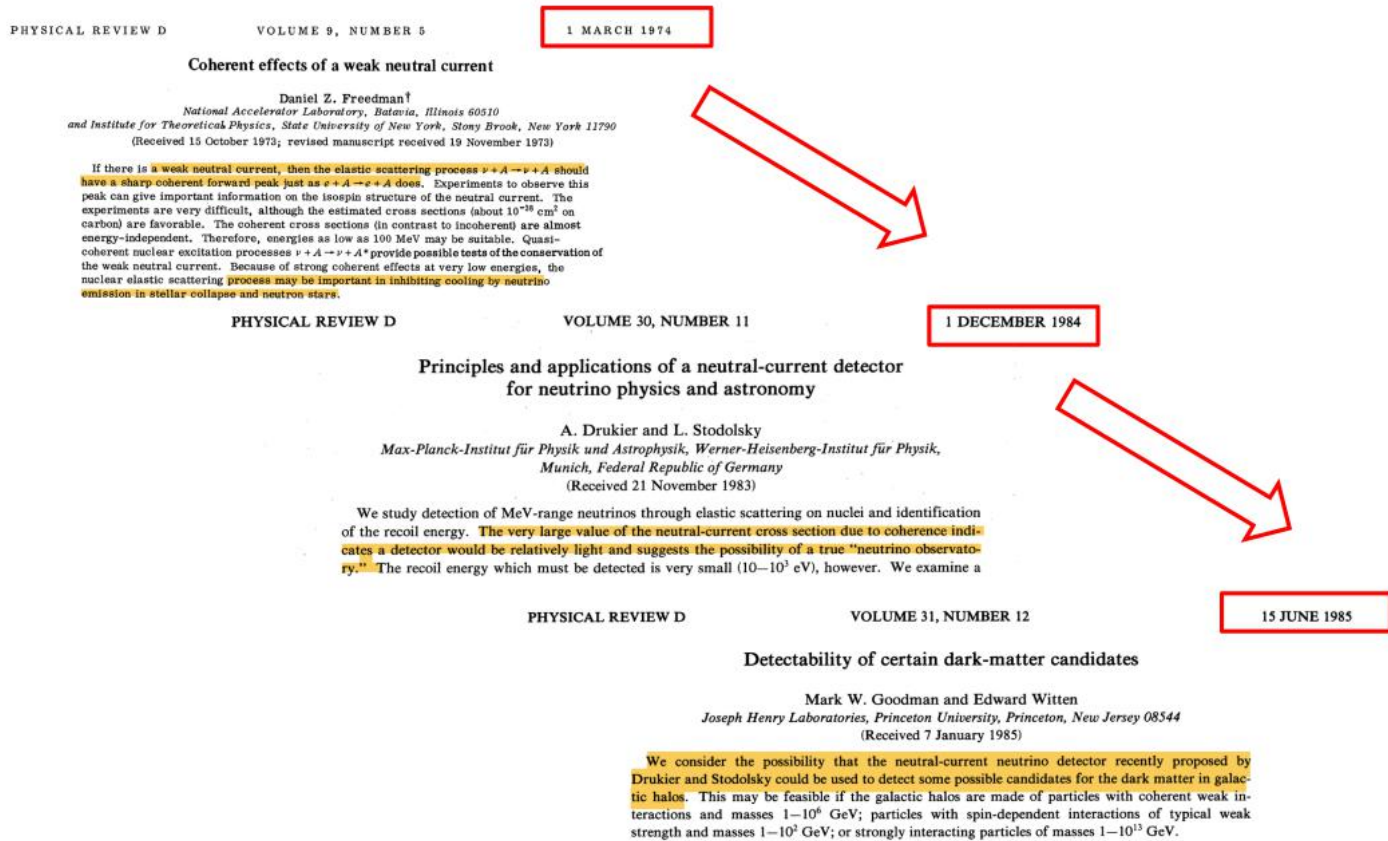 PHYSICAL REVIEW D VOLUME 9, NUMBER 5 1 MARCH 1974
Coherent effects of a weak neutral current
Daniel Z. Freedman†
National Accelerator Laboratory, Batavia, Illinois 60510
and Institute for Theoretical Physics, State University of New York, Stony Brook, New York 11790
(Received 15 October 1973; revised manuscript received 19 November 1973)
If there is a weak neutral current, then the elastic scattering process ν + A → ν + A should
have a sharp coherent forward peak just as e + A → e + A does. Experiments to observe this
peak can give important information on the isospin structure of the neutral current. The
experiments are very difficult, although the estimated cross sections (about 10⁻³⁸ cm² on
carbon) are favorable. The coherent cross sections (in contrast to incoherent) are almost
energy-independent. Therefore, energies as low as 100 MeV may be suitable. Quasi-
coherent nuclear excitation processes ν + A → ν + A* provide possible tests of the conservation of
the weak neutral current. Because of strong coherent effects at very low energies, the
nuclear elastic scattering process may be important in inhibiting cooling by neutrino
emission in stellar collapse and neutron stars.
PHYSICAL REVIEW D VOLUME 30, NUMBER 11 1 DECEMBER 1984
Principles and applications of a neutral-current detector
for neutrino physics and astronomy
A. Drukier and L. Stodolsky
Max-Planck-Institut für Physik und Astrophysik, Werner-Heisenberg-Institut für Physik,
Munich, Federal Republic of Germany
(Received 21 November 1983)
We study detection of MeV-range neutrinos through elastic scattering on nuclei and identification
of the recoil energy. The very large value of the neutral-current cross section due to coherence indi-
cates a detector would be relatively light and suggests the possibility of a true "neutrino observato-
ry." The recoil energy which must be detected is very small (10–10³ eV), however. We examine a
PHYSICAL REVIEW D VOLUME 31, NUMBER 12 15 JUNE 1985
Detectability of certain dark-matter candidates
Mark W. Goodman and Edward Witten
Joseph Henry Laboratories, Princeton University, Princeton, New Jersey 08544
(Received 7 January 1985)
We consider the possibility that the neutral-current neutrino detector recently proposed by
Drukier and Stodolsky could be used to detect some possible candidates for the dark matter in galac-
tic halos. This may be feasible if the galactic halos are made of particles with coherent weak in-
teractions and masses 1–10⁶ GeV; particles with spin-dependent interactions of typical weak
strength and masses 1–10² GeV; or strongly interacting particles of masses 1–10¹³ GeV.